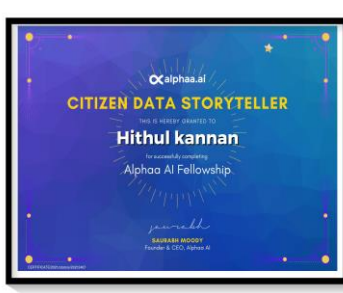 alphaa.ai
CITIZEN DATA STORYTELLER
THIS IS HEREBY GRANTED TO
Hithul kannan
for successfully completing
Alphaa AI Fellowship
saurabh
SAURABH MOODY
Founder & CEO, Alphaa AI